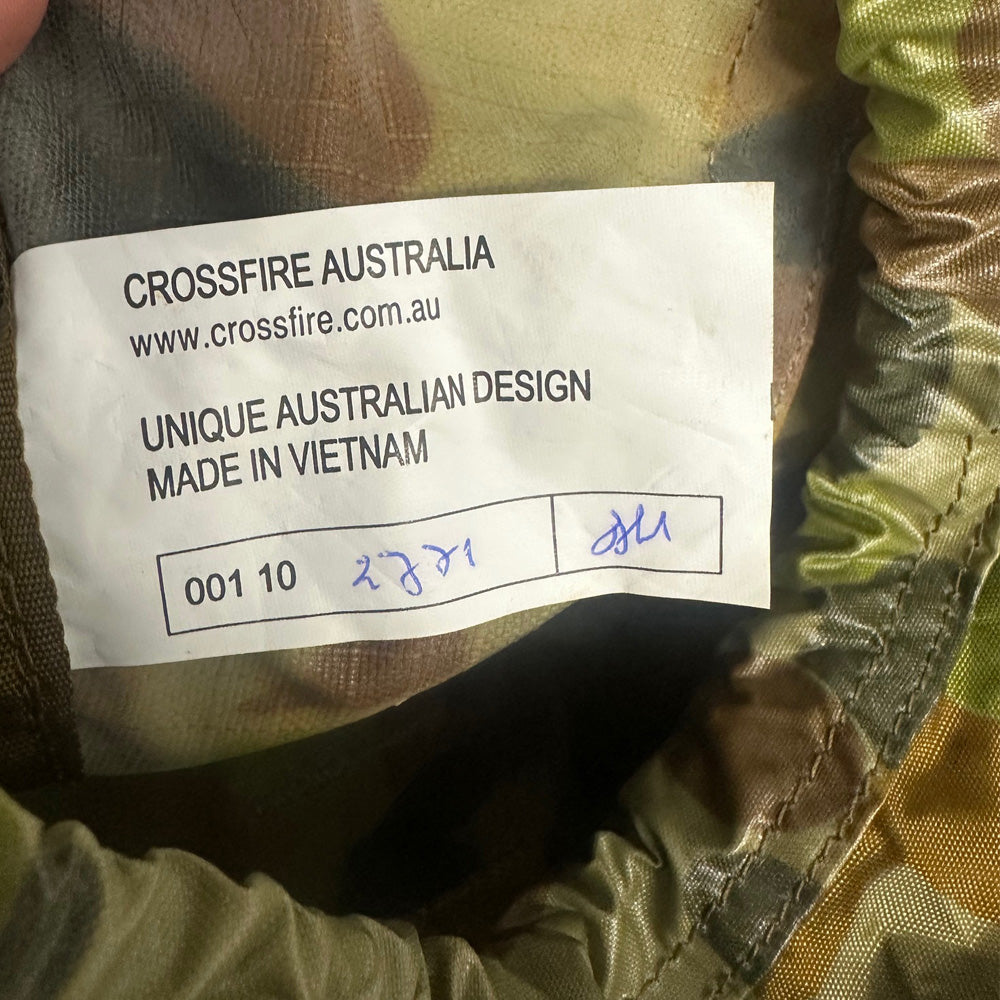 CROSSFIRE AUSTRALIA
www.crossfire.com.au
UNIQUE AUSTRALIAN DESIGN
MADE IN VIETNAM
001 10